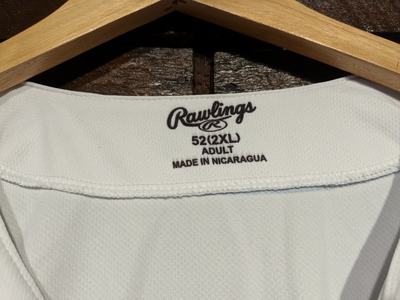 Rawlings
R
52(2XL)
ADULT
MADE IN NICARAGUA